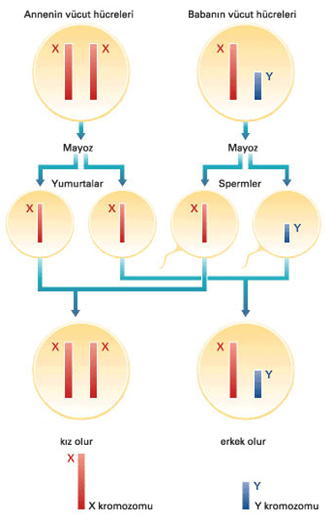 Annenin vücut hücreleri
Babanın vücut hücreleri
X X
X Y
Mayoz
Mayoz
Yumurtalar
Spermler
X
X
X
Y
X X
X Y
kız olur
erkek olur
X
X kromozomu
Y
Y kromozomu